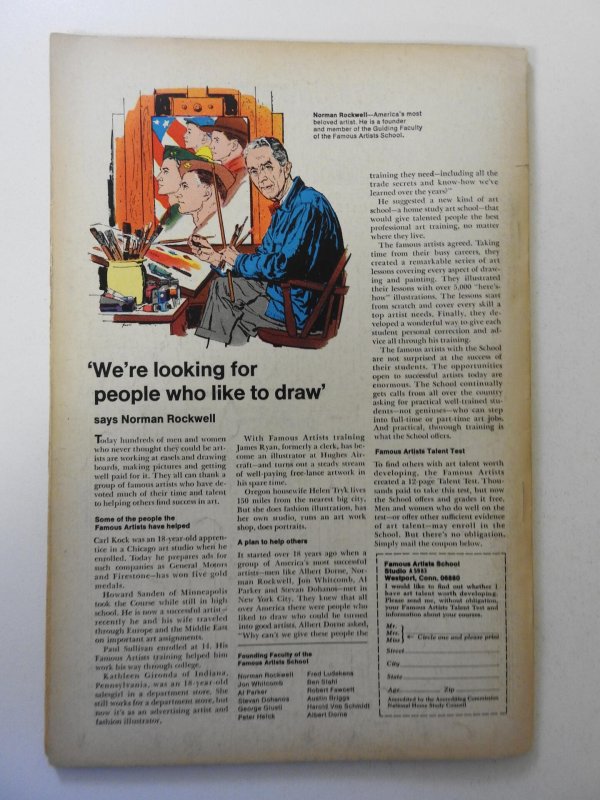 Norman Rockwell—America's most
beloved artist. He is a founder
and member of the Guiding Faculty
of the Famous Artists School.
'We're looking for
people who like to draw'
says Norman Rockwell
Today hundreds of men and women
who never thought they could be art-
ists are working at easels and drawing
boards, making pictures and getting
well paid for it. They all can thank a
group of famous artists who have de-
voted much of their time and talent
to helping others find success in art.
Some of the people the
Famous Artists have helped
Carl Kock was an 18-year-old appren-
tice in a Chicago art studio when he
enrolled. Today he prepares ads for
such companies as General Motors
and Firestone—has won five gold
medals.
Howard Sanden of Minneapolis
took the Course while still in high
school. He is now a successful artist—
recently he and his wife traveled
through Europe and the Middle East
on important art assignments.
Paul Sullivan enrolled at 14. His
Famous Artists training helped him
work his way through college.
Kathleen Gironda of Indiana,
Pennsylvania, was an 18-year-old
salesgirl in a department store. She
still works for a department store, but
now it's as an advertising artist and
fashion illustrator.
With Famous Artists training
James Ryan, formerly a clerk, has be-
come an illustrator at Hughes Air-
craft—and turns out a steady stream
of well-paying free-lance artwork in
his spare time.
Oregon housewife Helen Tryk lives
150 miles from the nearest big city.
But she does fashion illustration, has
her own studio, runs an art work
shop, does portraits.
A plan to help others
It started over 18 years ago when a
group of America's most successful
artists—men like Albert Dorne, Nor-
man Rockwell, Jon Whitcomb, Al
Parker and Stevan Dohanos—met in
New York City. They knew that all
over America there were people who
liked to draw who could be turned
into good artists. Albert Dorne asked,
"Why can't we give these people the
Founding Faculty of the
Famous Artists School
Norman Rockwell
Jon Whitcomb
Al Parker
Stevan Dohanos
George Giusti
Peter Helck
Fred Ludekens
Ben Stahl
Robert Fawcett
Austin Briggs
Harold Von Schmidt
Albert Dorne
training they need—including all the
trade secrets and know-how we've
learned over the years?"
He suggested a new kind of art
school—a home study art school—that
would give talented people the best
professional art training, no matter
where they live.
The famous artists agreed. Taking
time from their busy careers, they
created a remarkable series of art
lessons covering every aspect of draw-
ing and painting. They illustrated
their lessons with over 5,000 "here's-
how" illustrations. The lessons start
from scratch and cover every skill a
top artist needs. Finally, they de-
veloped a wonderful way to give each
student personal correction and ad-
vice all through his training.
The famous artists with the School
are not surprised at the success of
their students. The opportunities
open to successful artists today are
enormous. The School continually
gets calls from all over the country
asking for practical well-trained stu-
dents—not geniuses—who can step
into full-time or part-time art jobs.
And practical, thorough training is
what the School offers.
Famous Artists Talent Test
To find others with art talent worth
developing, the Famous Artists
created a 12-page Talent Test. Thou-
sands paid to take this test, but now
the School offers and grades it free.
Men and women who do well on the
test—or offer other sufficient evidence
of art talent—may enroll in the
School. But there's no obligation.
Simply mail the coupon below.
Famous Artists School
Studio
Westport, Conn. 06880
I would like to find out whether I
have art talent worth developing.
Please send me, without obligation,
your Famous Artists Talent Test and
information about your courses.
Mr.
Mrs.
Miss
Circle one and please print
Street
City
State
Age
Zip
Accredited by the Accrediting Commission
National Home Study Council